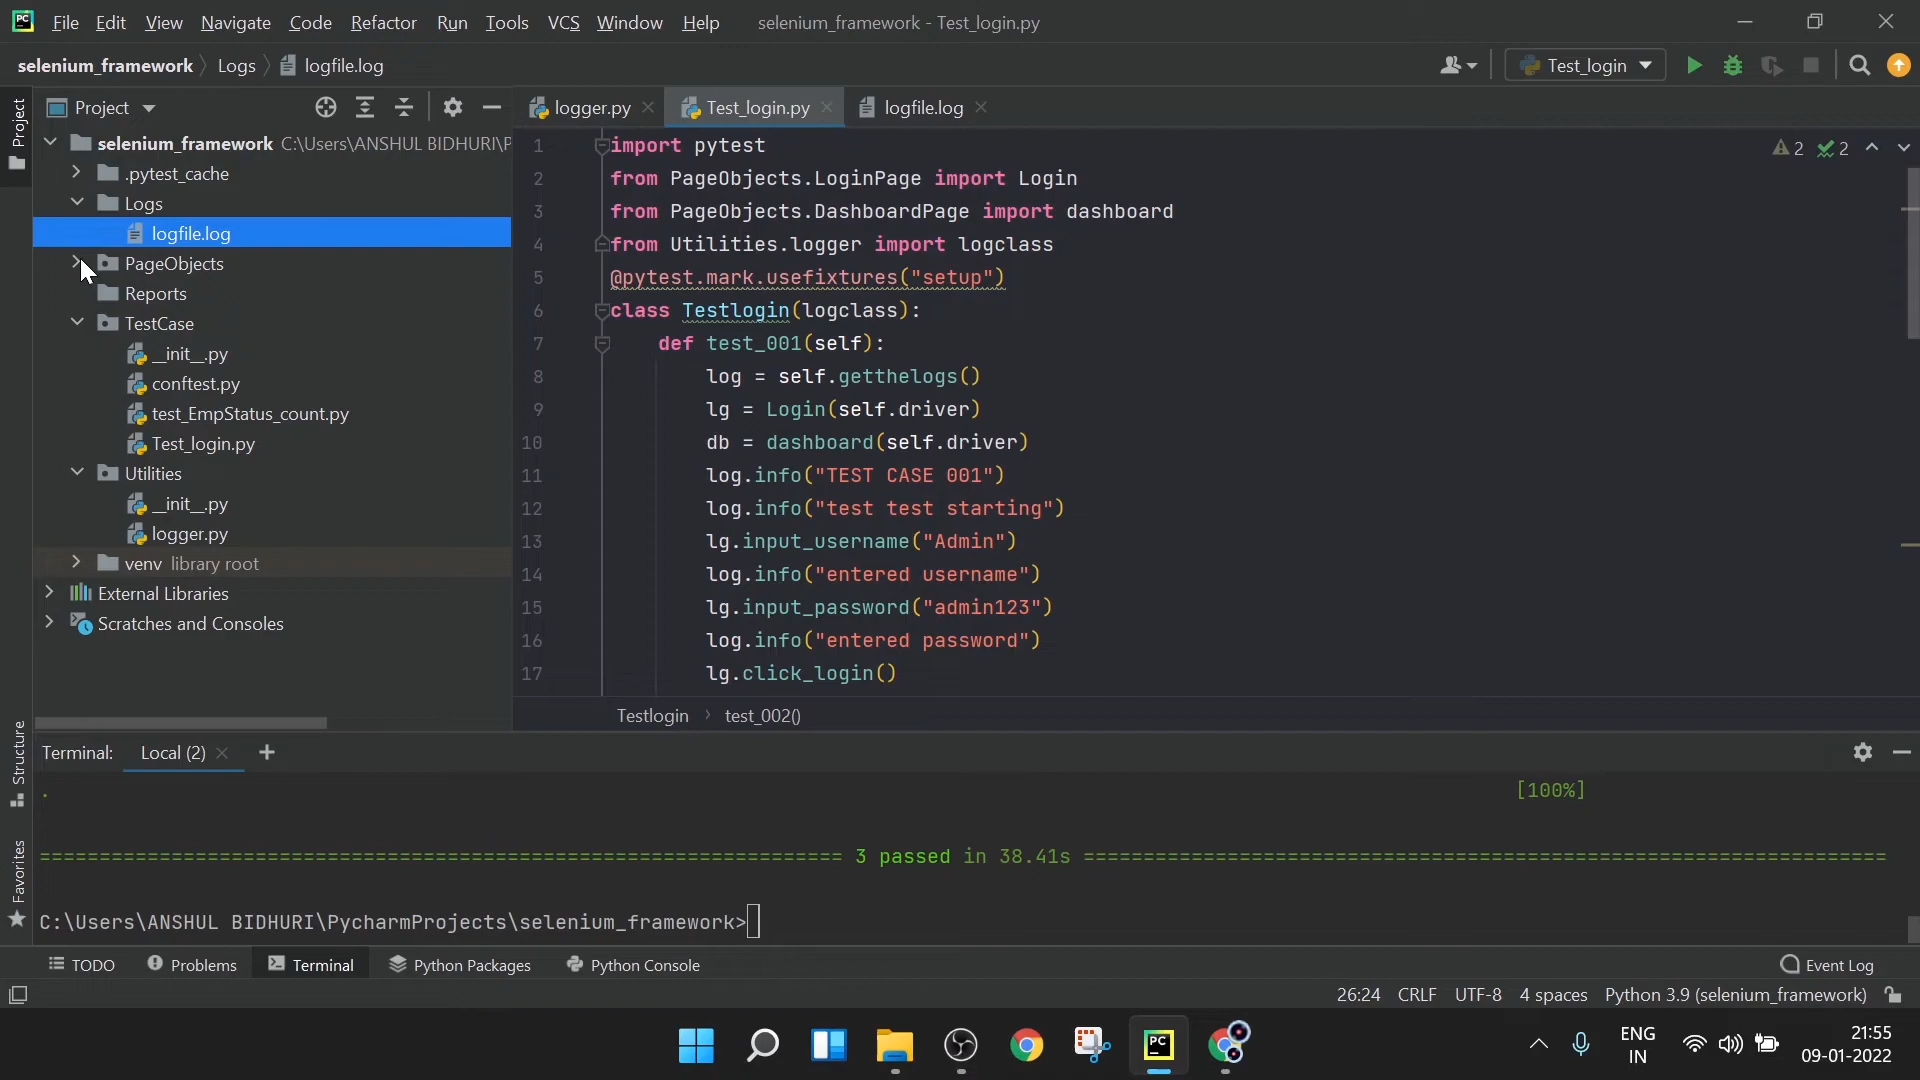 PC File Edit View Navigate Code Refactor Run Tools VCS Window Help selenium_framework - Test_login.py
selenium_framework Logs logfile.log Test_login
Project
logger.py Test_login.py logfile.log
Project
selenium_framework C:\Users\ANSHUL BIDHURI\P
.pytest_cache
Logs
logfile.log
PageObjects
Reports
TestCase
__init__.py
conftest.py
test_EmpStatus_count.py
Test_login.py
Utilities
__init__.py
logger.py
venv library root
External Libraries
Scratches and Consoles
Structure
Favorites
2 2
1 import pytest
2 from PageObjects.LoginPage import Login
3 from PageObjects.DashboardPage import dashboard
4 from Utilities.logger import logclass
5 @pytest.mark.usefixtures("setup")
6 class Testlogin(logclass):
7 def test_001(self):
8 log = self.getthelogs()
9 lg = Login(self.driver)
10 db = dashboard(self.driver)
11 log.info("TEST CASE 001")
12 log.info("test test starting")
13 lg.input_username("Admin")
14 log.info("entered username")
15 lg.input_password("admin123")
16 log.info("entered password")
17 lg.click_login()
Testlogin test_002()
Terminal: Local (2)
. [100%]
=================================================================== 3 passed in 38.41s ===================================================================
C:\Users\ANSHUL BIDHURI\PycharmProjects\selenium_framework>
TODO Problems Terminal Python Packages Python Console Event Log
26:24 CRLF UTF-8 4 spaces Python 3.9 (selenium_framework)
PC
ENG
IN
21:55
09-01-2022